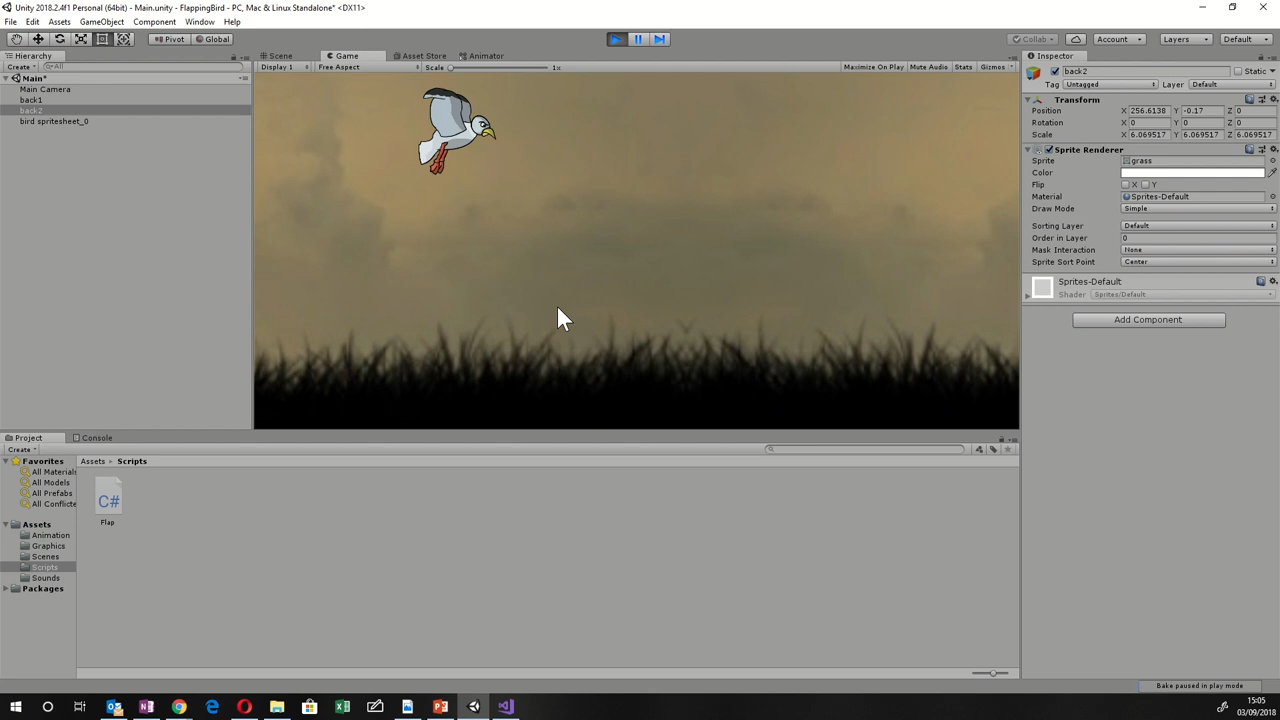 Unity 2018.2.4f1 Personal (64bit) - Main.unity - FlappingBird - PC, Mac & Linux Standalone* <DX11>
File Edit Assets GameObject Component Window Help
Pivot Global Collab Account Layers Default
Hierarchy Scene Game Asset Store Animator Inspector
Create All Display 1 Free Aspect Scale 1x Maximize On Play Mute Audio Stats Gizmos
back2 Static
Main*
Tag Untagged Layer Default
Main Camera
back1
back2
bird spritesheet_0
Transform
Position X 256.6138 Y -0.17 Z 0
Rotation X 0 Y 0 Z 0
Scale X 6.069517 Y 6.069517 Z 6.069517
Sprite Renderer
Sprite grass
Color
Flip X Y
Material Sprites-Default
Draw Mode Simple
Sorting Layer Default
Order in Layer 0
Mask Interaction None
Sprite Sort Point Center
Sprites-Default
Shader Sprites/Default
Add Component
Project Console
Create
Favorites
All Materials
All Models
All Prefabs
All Conflicte
Assets
Animation
Graphics
Scenes
Scripts
Sounds
Packages
Assets Scripts
C#
Flap
Bake paused in play mode
15:05
03/09/2018